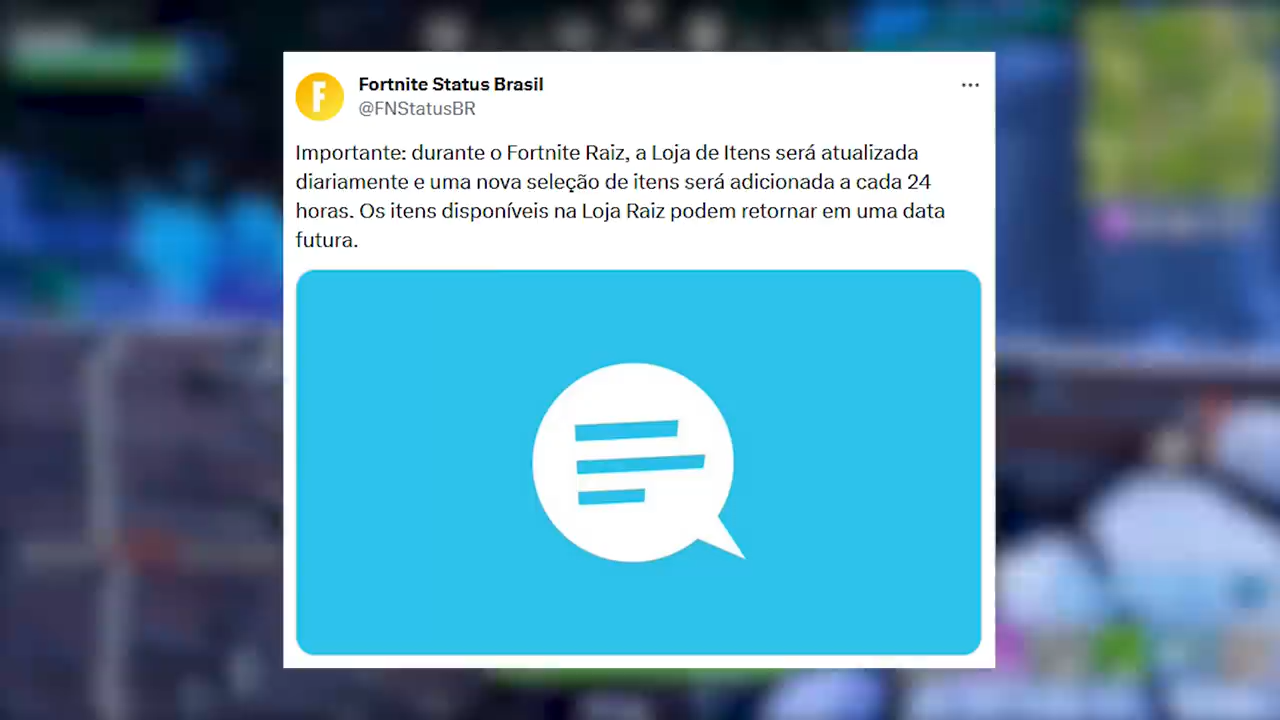 Fortnite Status Brasil
@FNStatusBR
Importante: durante o Fortnite Raiz, a Loja de Itens será atualizada
diariamente e uma nova seleção de itens será adicionada a cada 24
horas. Os itens disponíveis na Loja Raiz podem retornar em uma data
futura.